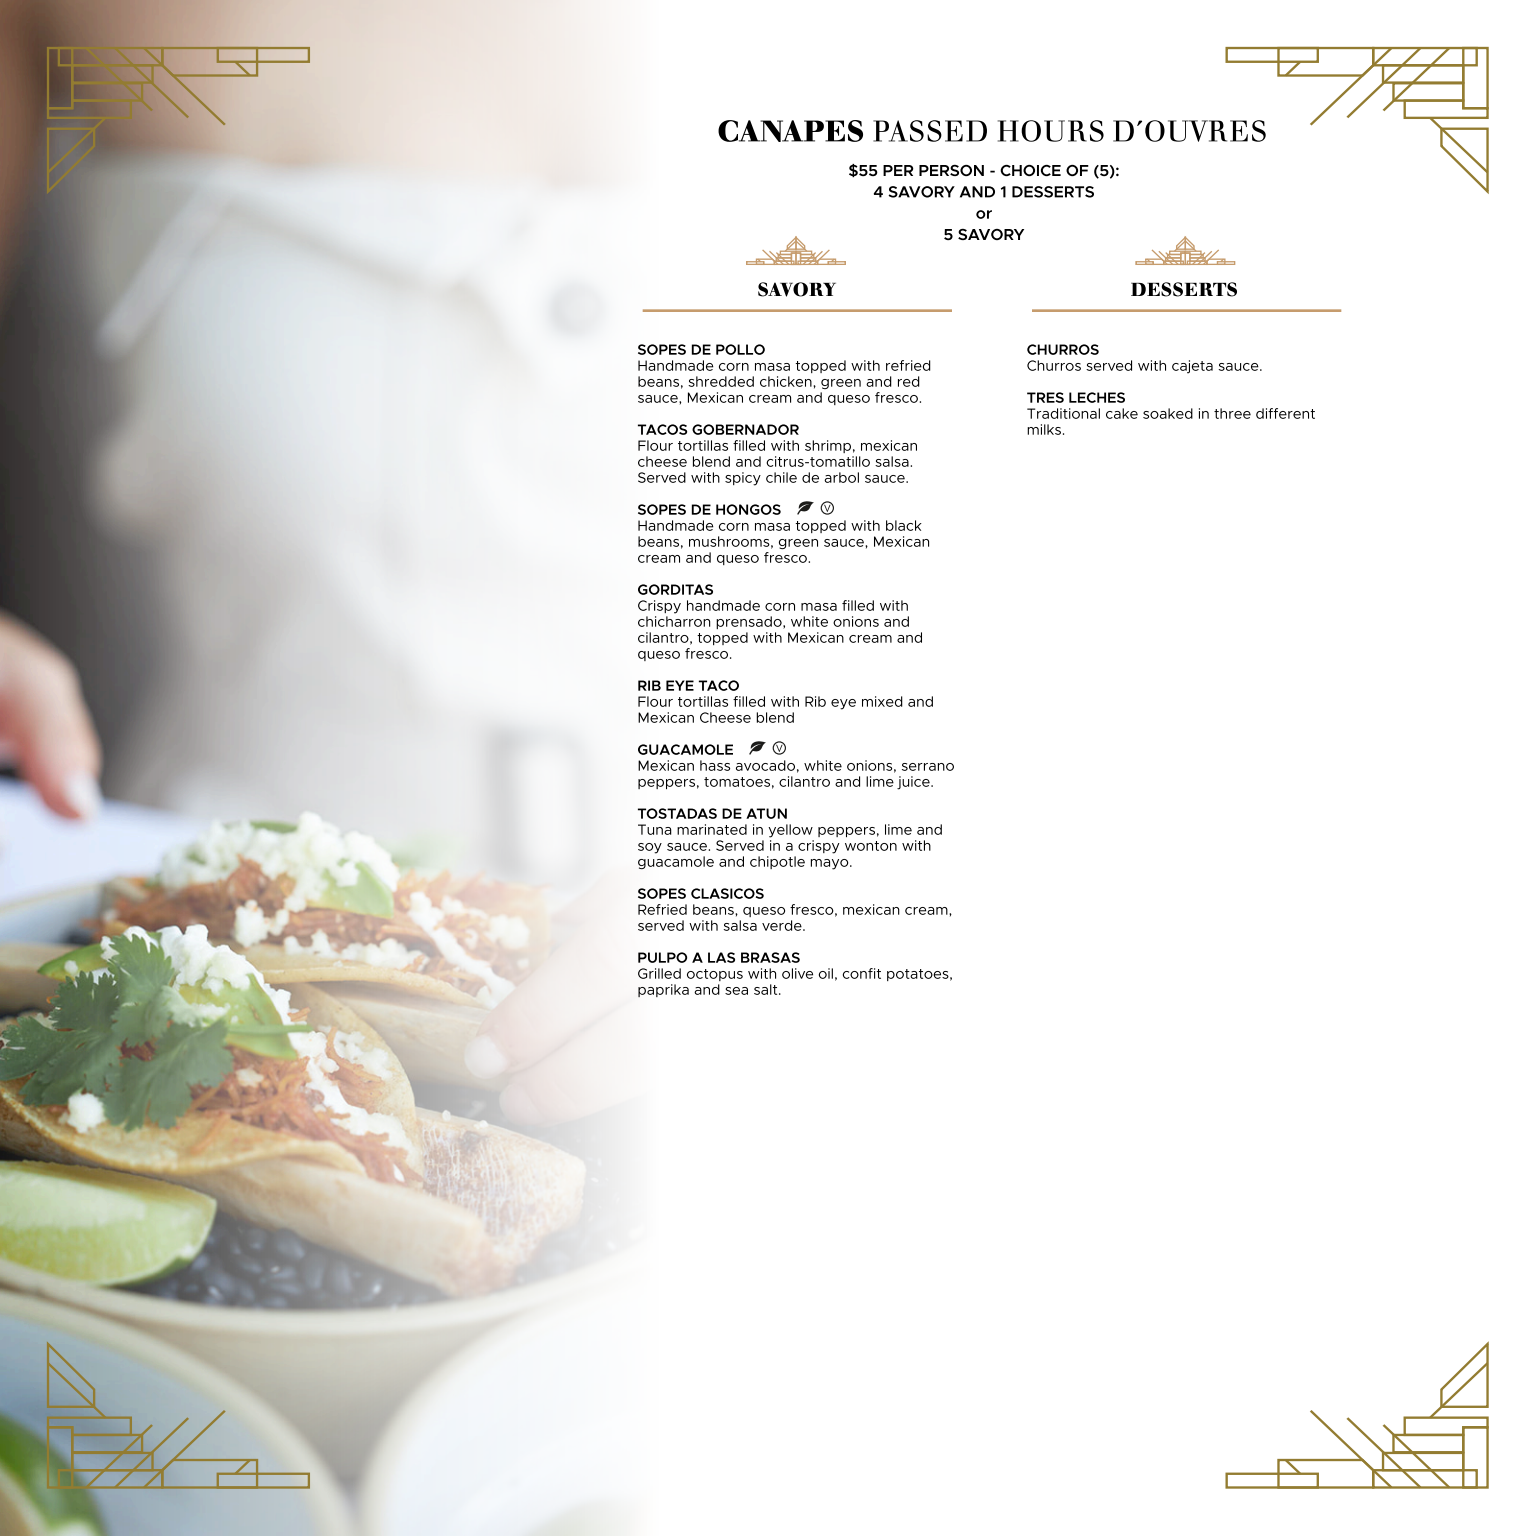 CANAPES PASSED HOURS D´OUVRES
$55 PER PERSON - CHOICE OF (5):
4 SAVORY AND 1 DESSERTS
or
5 SAVORY
SAVORY
SOPES DE POLLO
Handmade corn masa topped with refried
beans, shredded chicken, green and red
sauce, Mexican cream and queso fresco.
TACOS GOBERNADOR
Flour tortillas filled with shrimp, mexican
cheese blend and citrus-tomatillo salsa.
Served with spicy chile de arbol sauce.
SOPES DE HONGOS V
Handmade corn masa topped with black
beans, mushrooms, green sauce, Mexican
cream and queso fresco.
GORDITAS
Crispy handmade corn masa filled with
chicharron prensado, white onions and
cilantro, topped with Mexican cream and
queso fresco.
RIB EYE TACO
Flour tortillas filled with Rib eye mixed and
Mexican Cheese blend
GUACAMOLE V
Mexican hass avocado, white onions, serrano
peppers, tomatoes, cilantro and lime juice.
TOSTADAS DE ATUN
Tuna marinated in yellow peppers, lime and
soy sauce. Served in a crispy wonton with
guacamole and chipotle mayo.
SOPES CLASICOS
Refried beans, queso fresco, mexican cream,
served with salsa verde.
PULPO A LAS BRASAS
Grilled octopus with olive oil, confit potatoes,
paprika and sea salt.
DESSERTS
CHURROS
Churros served with cajeta sauce.
TRES LECHES
Traditional cake soaked in three different
milks.